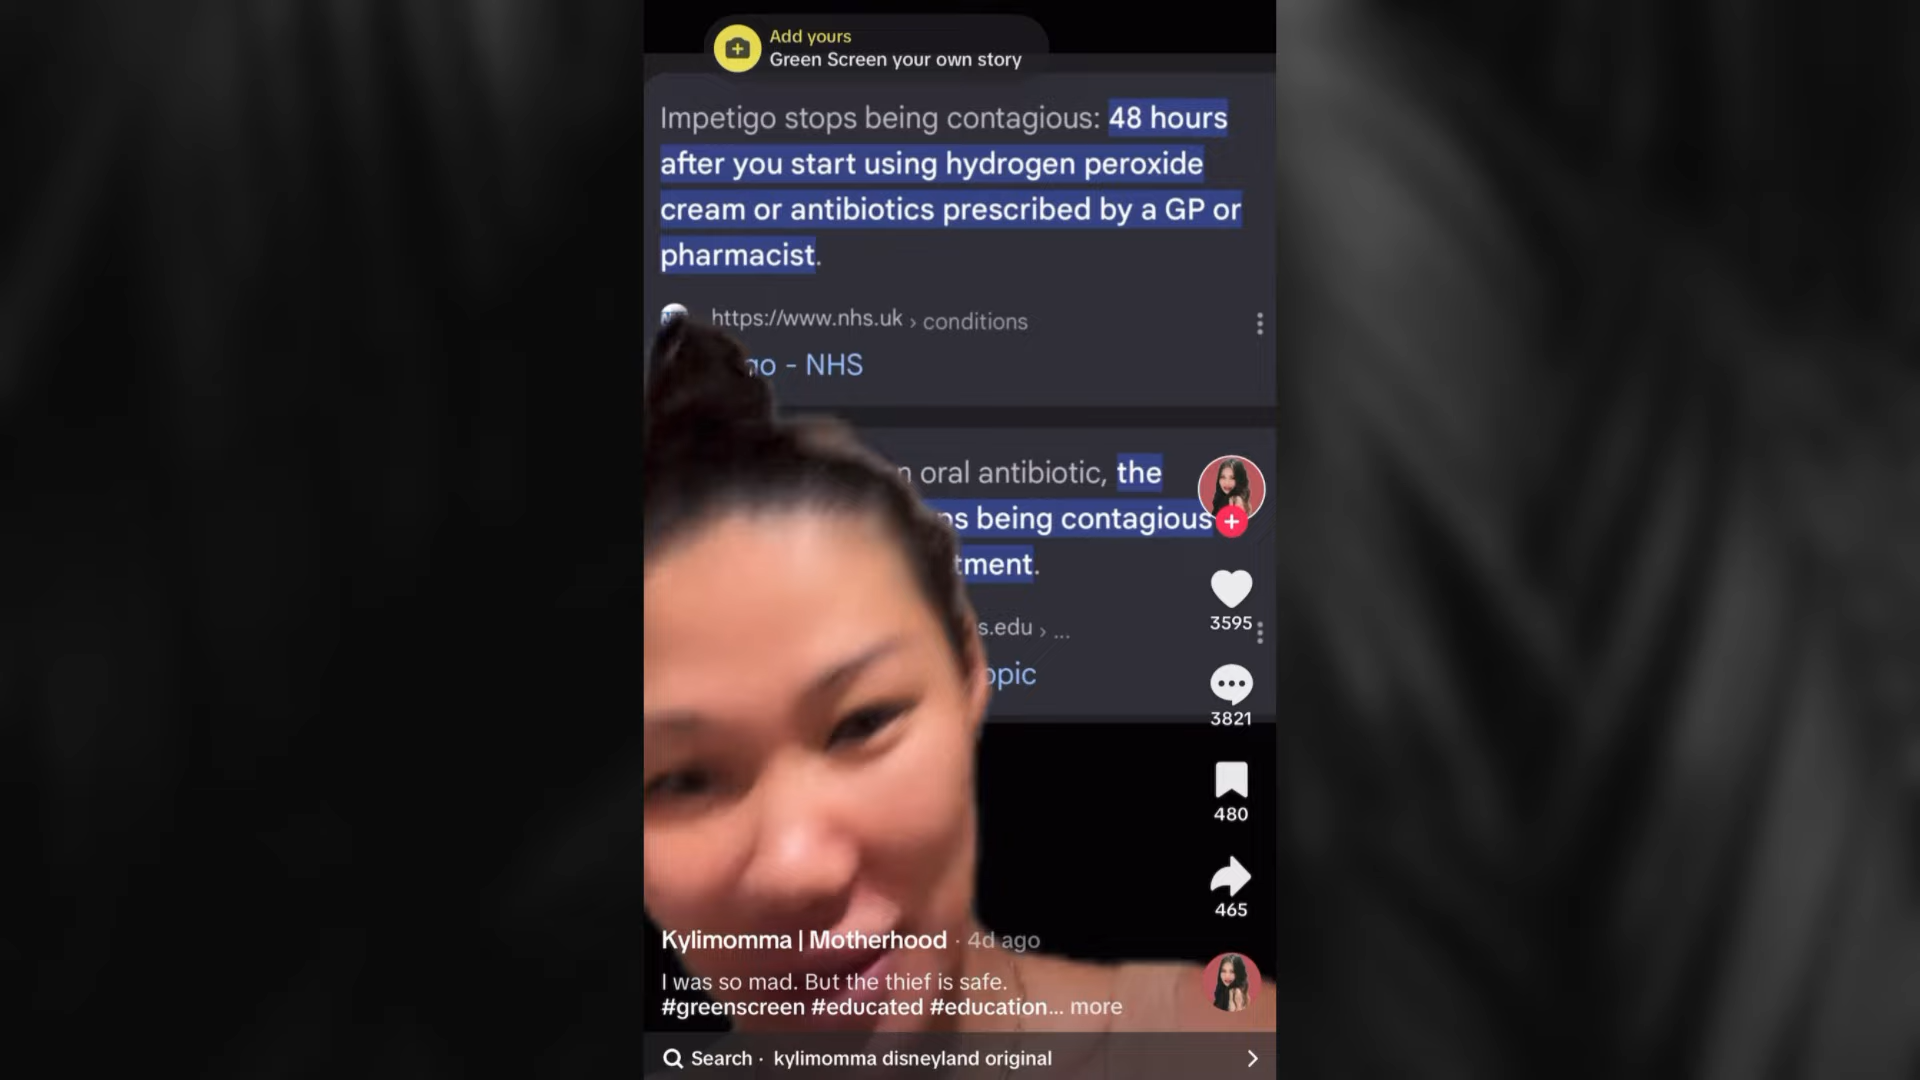 Add yours
Green Screen your own story
Impetigo stops being contagious: 48 hours
after you start using hydrogen peroxide
cream or antibiotics prescribed by a GP or
pharmacist.
https://www.nhs.uk › conditions
go - NHS
oral antibiotic, the
being contagious
3595
s.edu › ...
3821
480
465
Kylimomma | Motherhood · 4d ago
I was so mad. But the thief is safe.
#greenscreen #educated #education... more
Search · kylimomma disneyland original